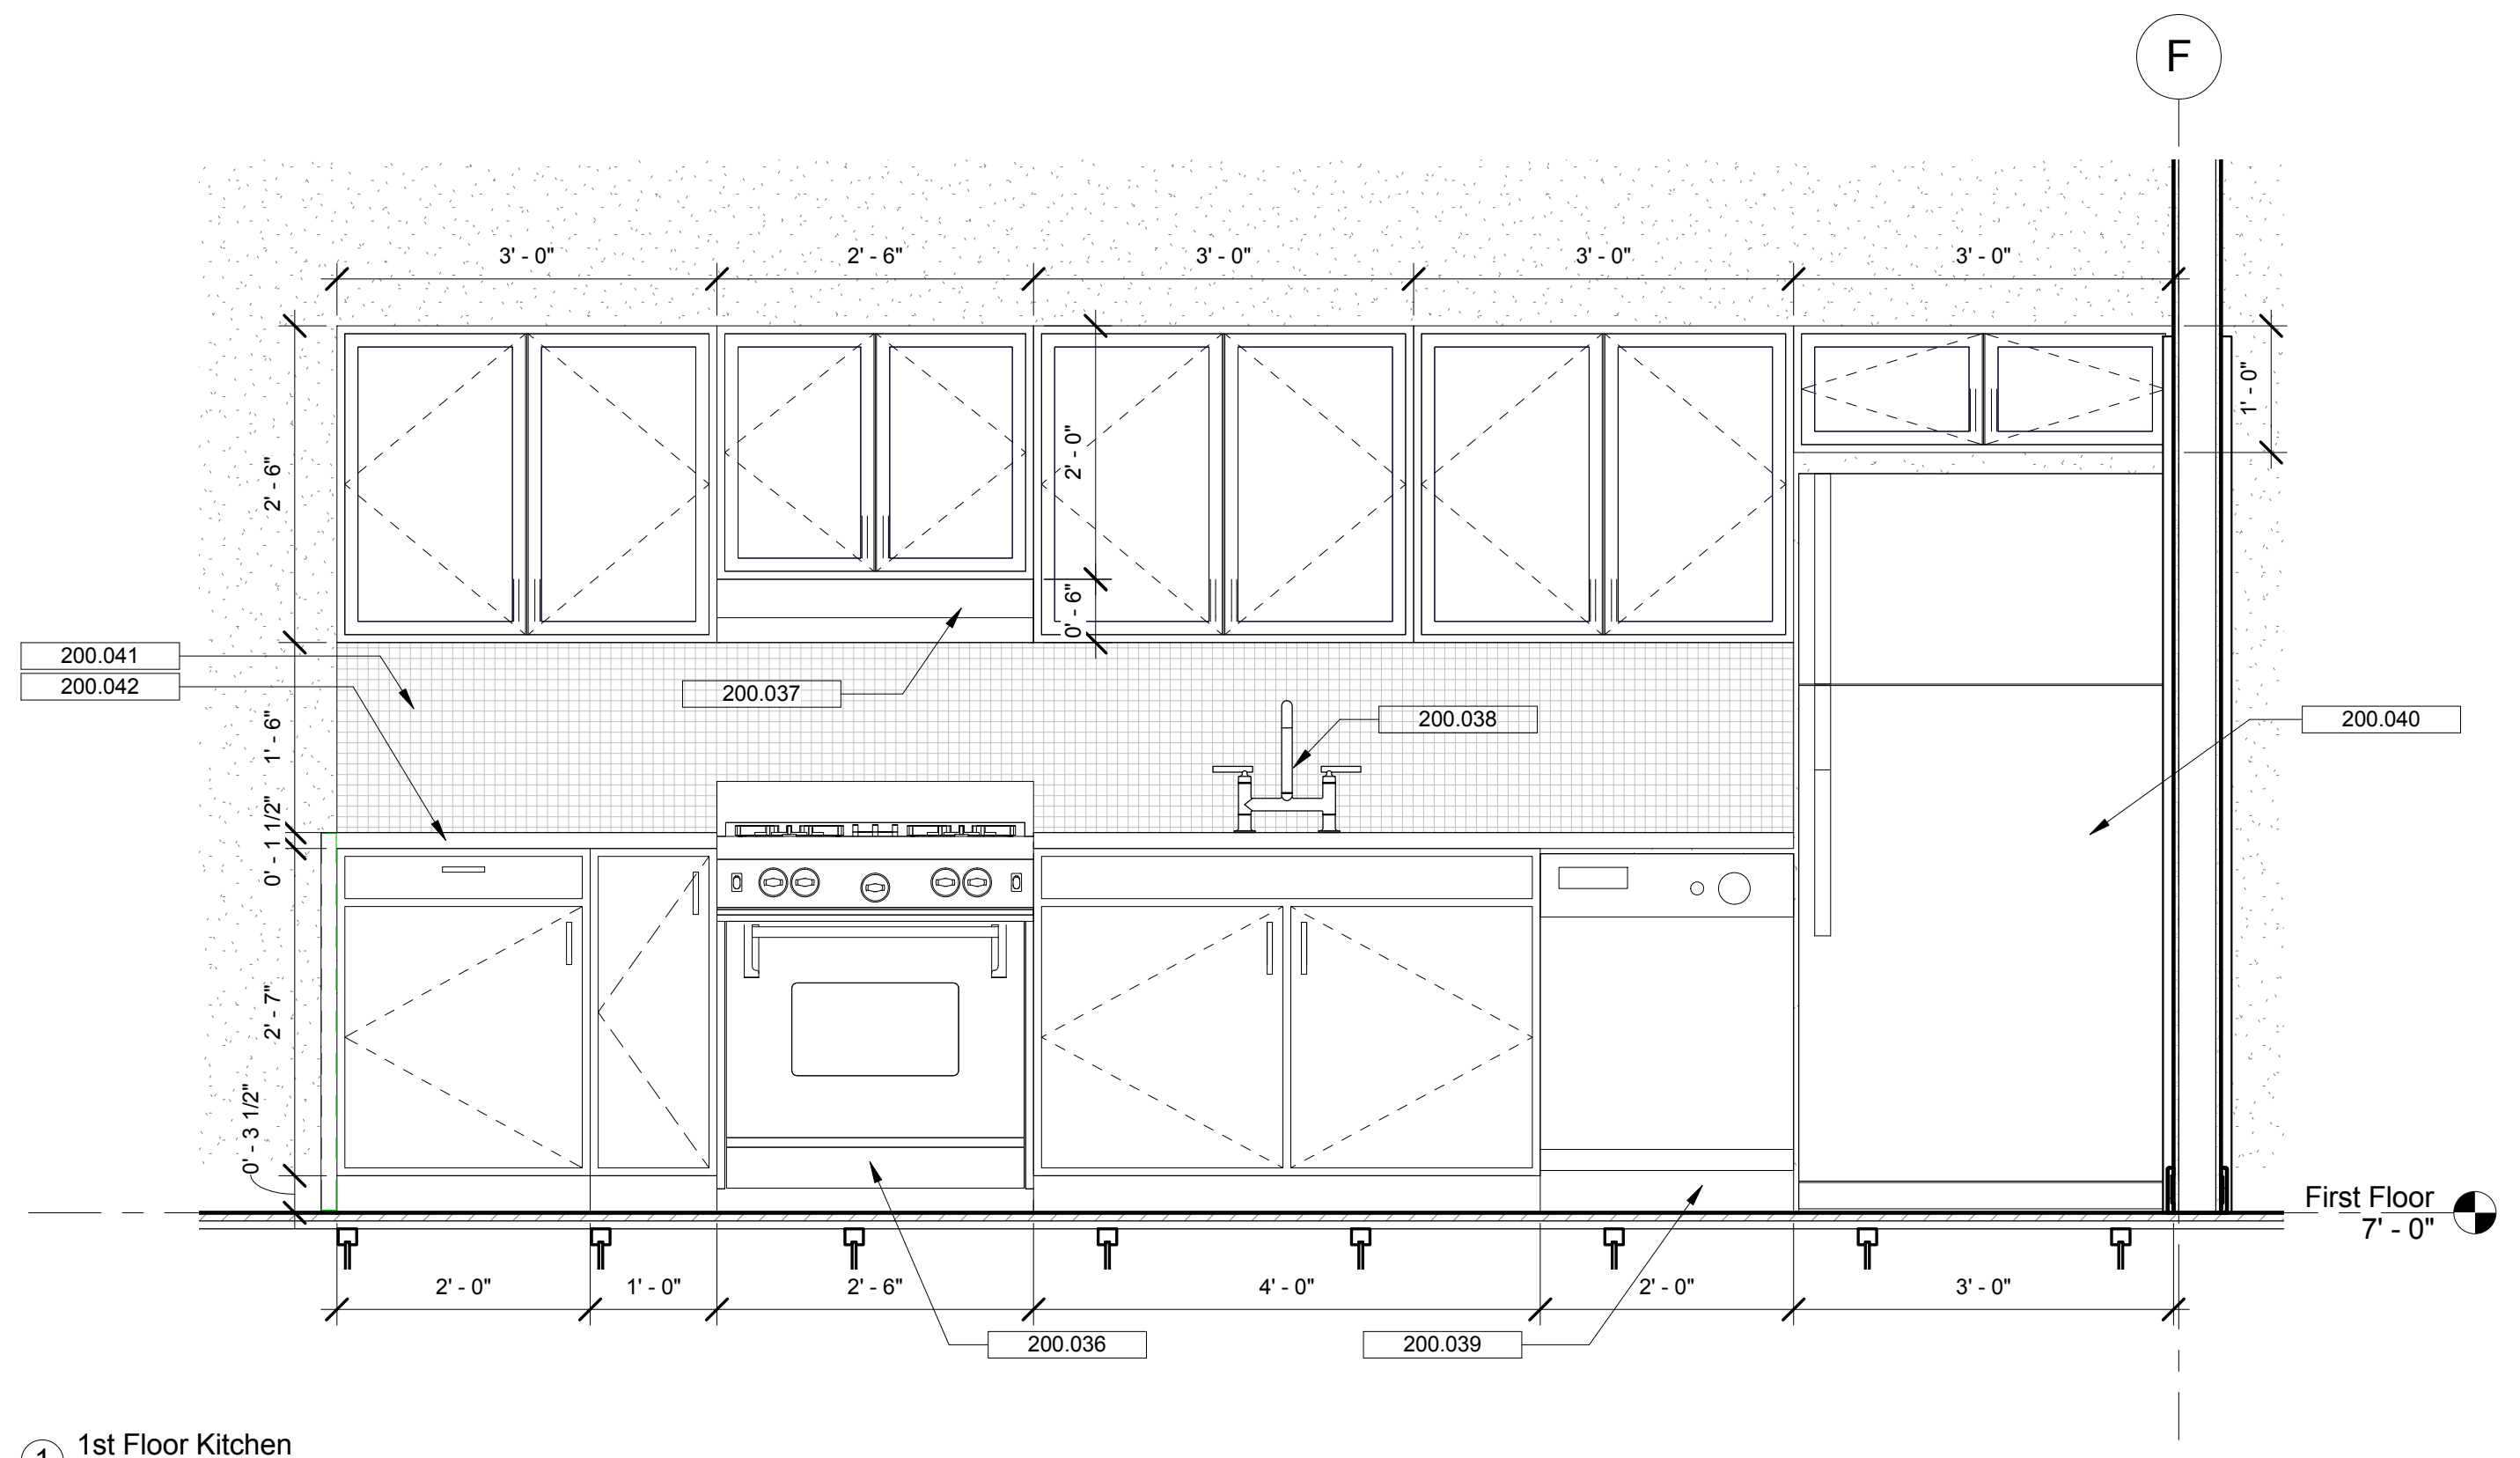 F
3' - 0"
2' - 6"
3' - 0"
3' - 0"
3' - 0"
2' - 6"
2' - 0"
0' - 6"
1' - 0"
200.041
200.042
200.037
200.038
200.040
1' - 6"
0' - 1 1/2"
2' - 7"
0' - 3 1/2"
First Floor
7' - 0"
2' - 0"
1' - 0"
2' - 6"
4' - 0"
2' - 0"
3' - 0"
200.036
200.039
1
1st Floor Kitchen